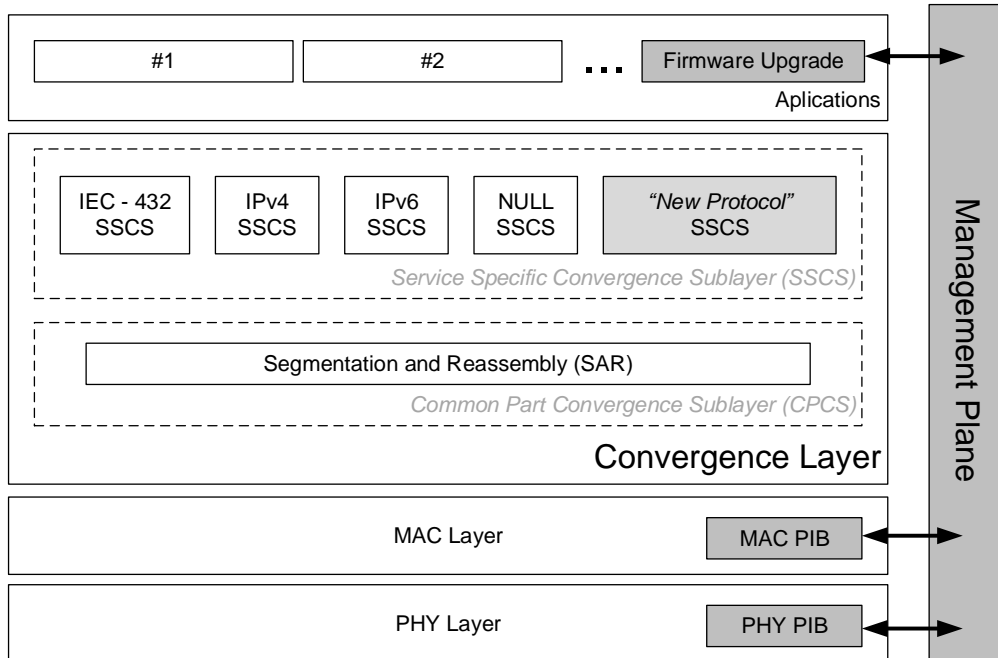 #1
#2
...
Firmware Upgrade
Aplications
IEC - 432
SSCS
IPv4
SSCS
IPv6
SSCS
NULL
SSCS
“New Protocol”
SSCS
Service Specific Convergence Sublayer (SSCS)
Segmentation and Reassembly (SAR)
Common Part Convergence Sublayer (CPCS)
Convergence Layer
MAC Layer
MAC PIB
PHY Layer
PHY PIB
Management Plane